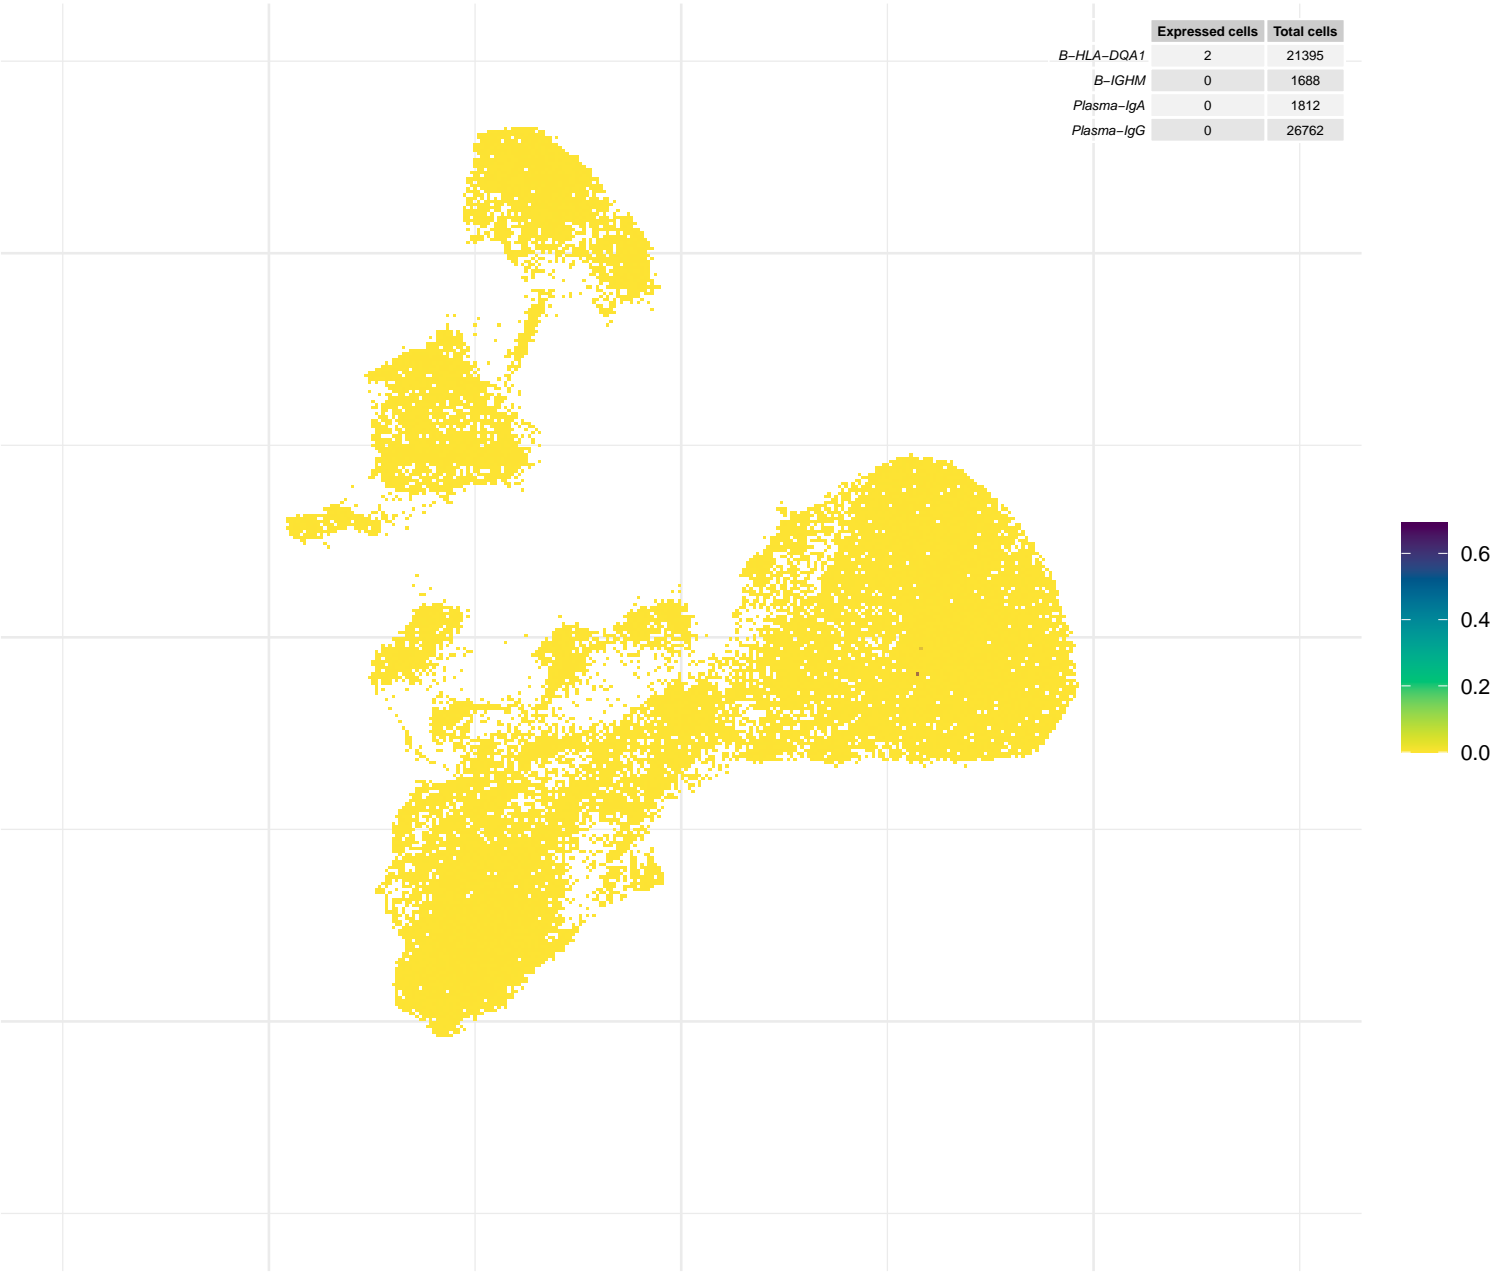 Expressed cells Total cells
B−HLA−DQA1 2 21395
B−IGHM 0 1688
Plasma−IgA 0 1812
Plasma−IgG 0 26762
0.6
0.4
0.2
0.0